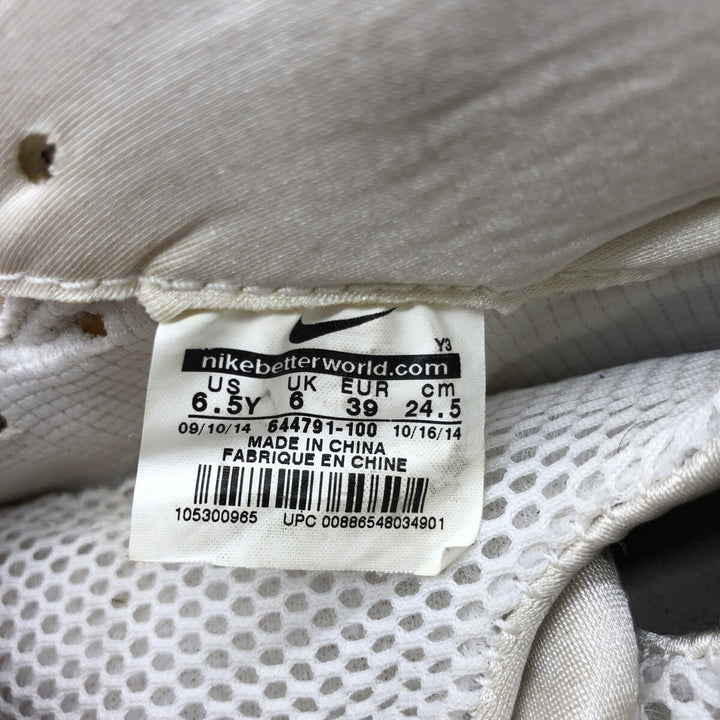 Y3
nikebetterworld.com
US UK EUR cm
6.5Y 6 39 24.5
09/10/14 644791-100 10/16/14
MADE IN CHINA
FABRIQUE EN CHINE
105300965 UPC 00886548034901